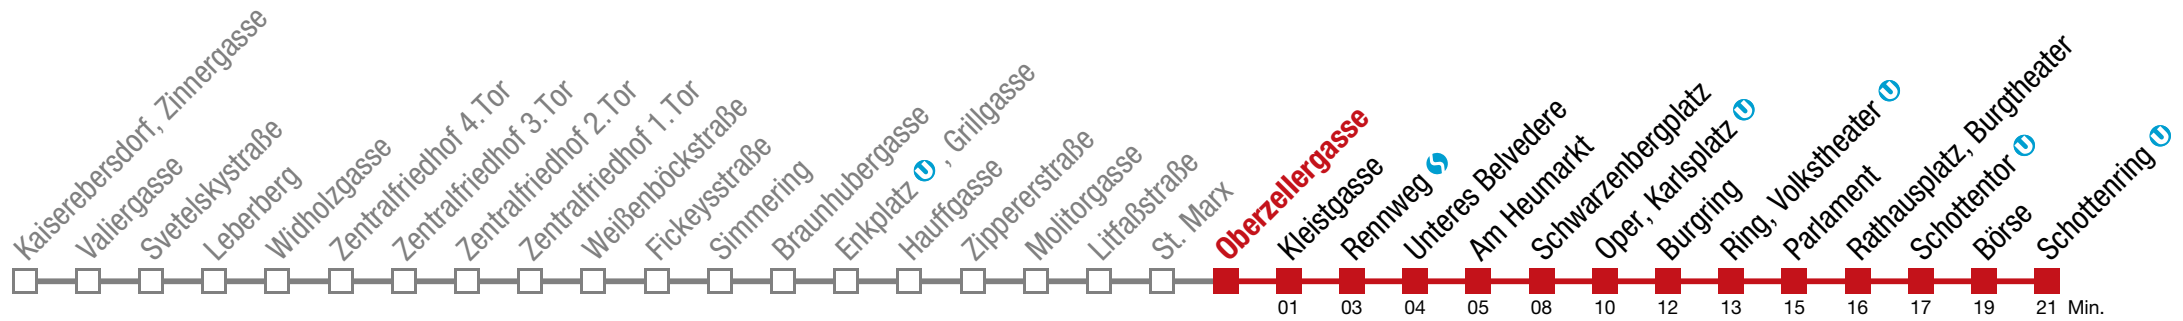 Kaiserebersdorf, Zinnergasse
Valiergasse
Svetelskystraße
Leberberg
Widholzgasse
Zentralfriedhof 4.Tor
Zentralfriedhof 3.Tor
Zentralfriedhof 2.Tor
Zentralfriedhof 1.Tor
Weißenböckstraße
Fickeysstraße
Simmering
Braunhubergasse
Enkplatz U , Grillgasse
Hauffgasse
Zippererstraße
Molitorgasse
Litfaßstraße
St. Marx
Oberzellergasse
Kleistgasse
Rennweg S
Unteres Belvedere
Am Heumarkt
Schwarzenbergplatz
Oper, Karlsplatz U
Burgring
Ring, Volkstheater U
Parlament
Rathausplatz, Burgtheater
Schottentor U
Börse
Schottenring U
01 03 04 05 08 10 12 13 15 16 17 19 21 Min.